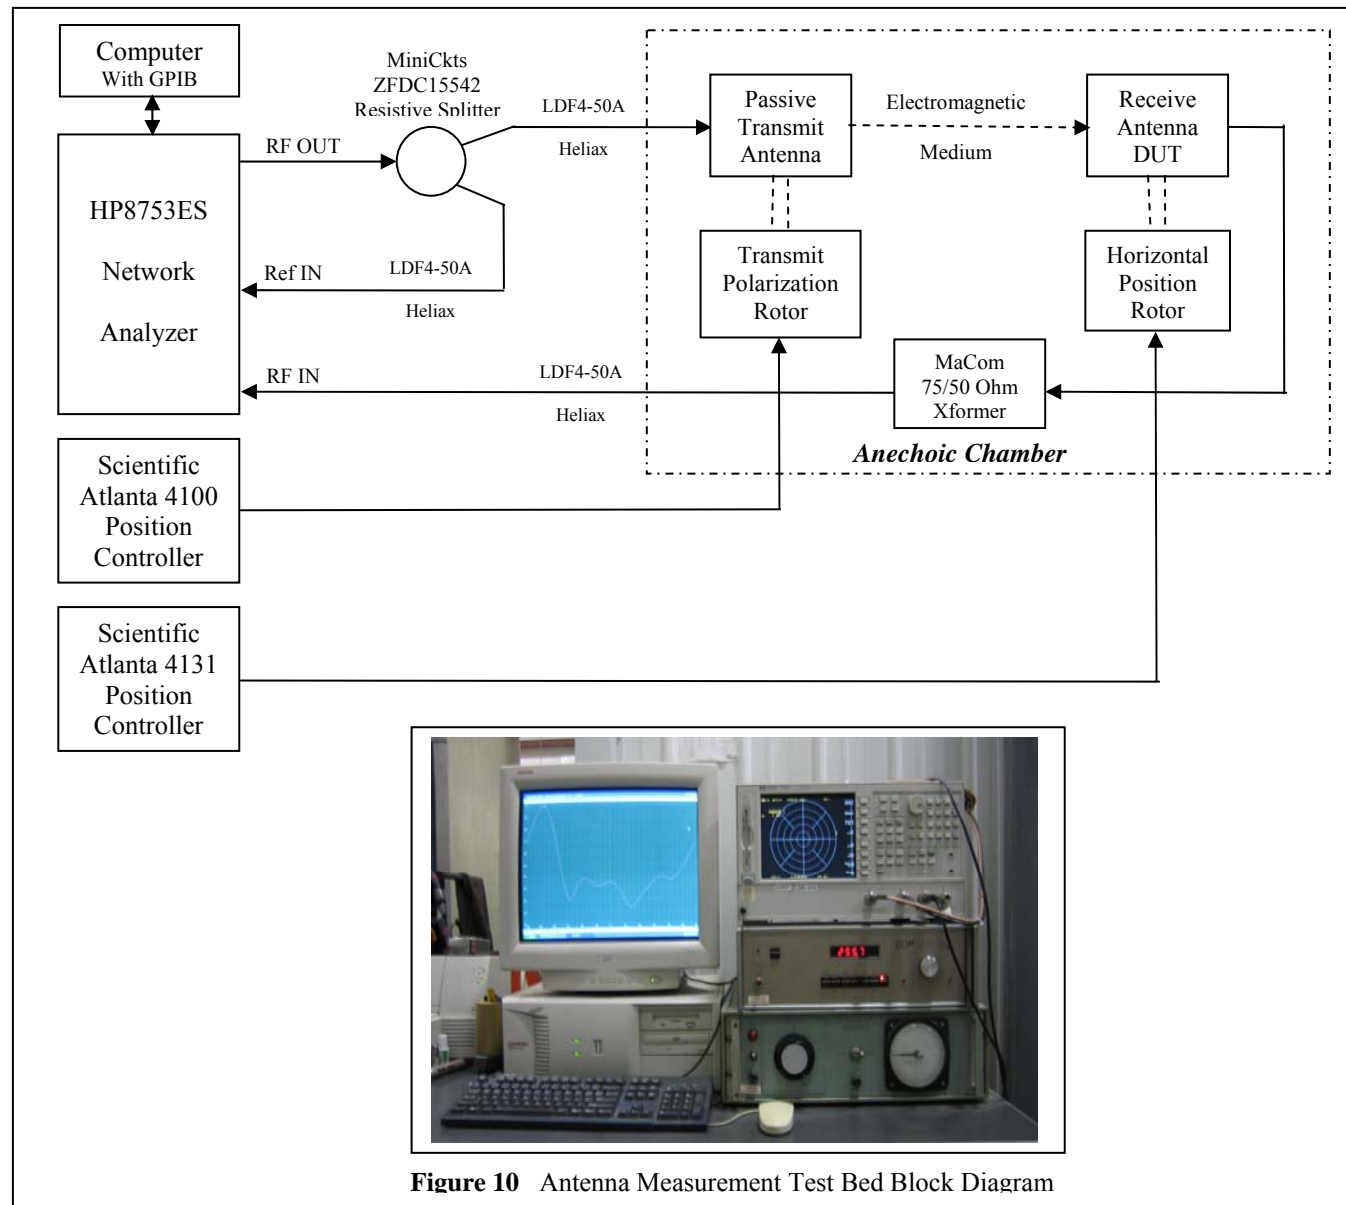 Computer
With GPIB
MiniCkts
ZFDC15542
Resistive Splitter
LDF4-50A
Heliax
RF OUT
Passive
Transmit
Antenna
Electromagnetic
Medium
Receive
Antenna
DUT
HP8753ES
Network
Analyzer
Ref IN
LDF4-50A
Heliax
Transmit
Polarization
Rotor
Horizontal
Position
Rotor
RF IN
LDF4-50A
Heliax
MaCom
75/50 Ohm
Xformer
Anechoic Chamber
Scientific
Atlanta 4100
Position
Controller
Scientific
Atlanta 4131
Position
Controller
Figure 10 Antenna Measurement Test Bed Block Diagram